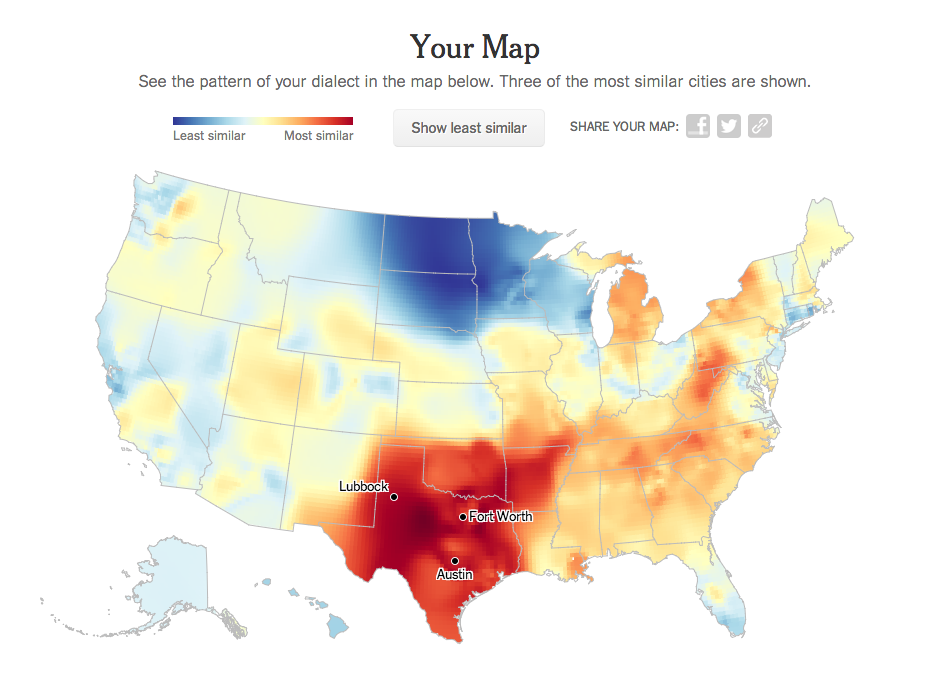 Your Map
See the pattern of your dialect in the map below. Three of the most similar cities are shown.
Least similar
Most similar
Show least similar
SHARE YOUR MAP:
Lubbock
Fort Worth
Austin